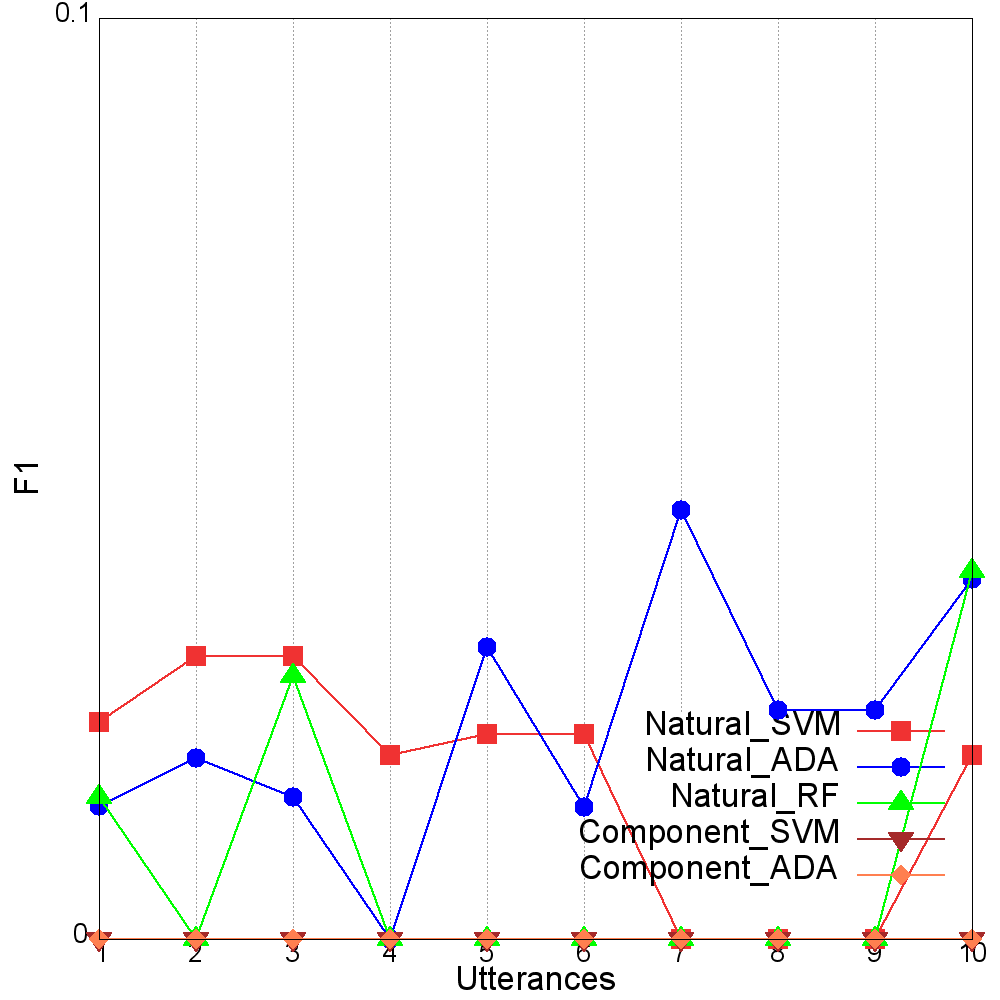 0.1
F1
Natural_SVM
Natural_ADA
Natural_RF
Component_SVM
Component_ADA
0
1 2 3 4 5 6 7 8 9 10
Utterances